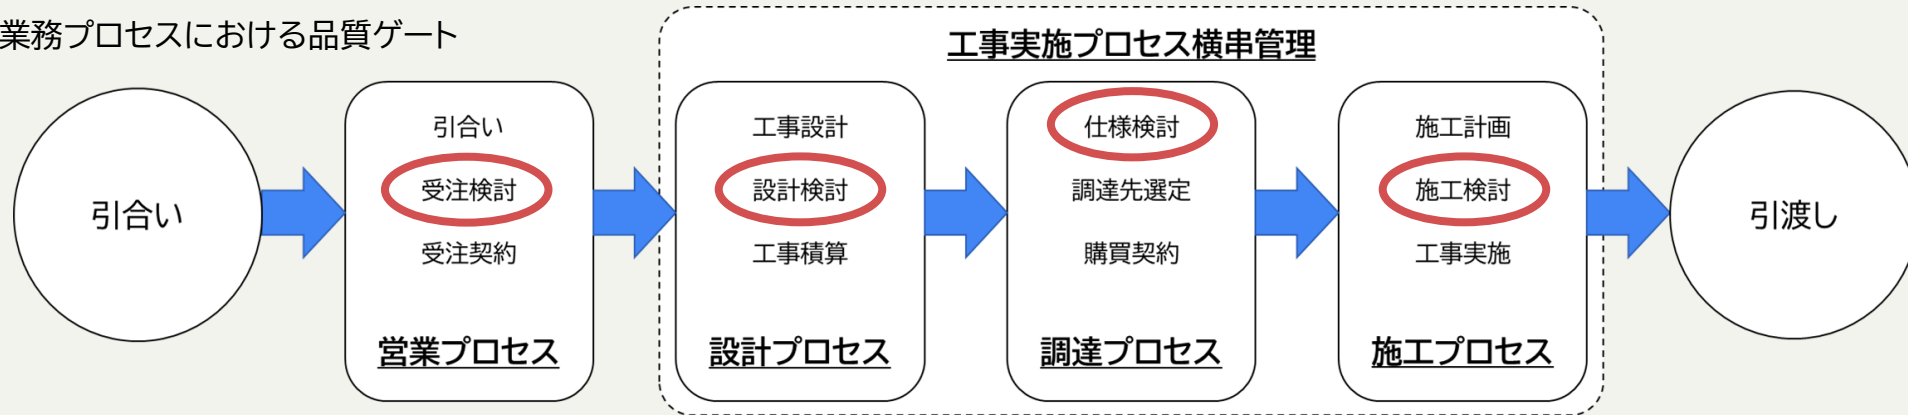 業務プロセスにおける品質ゲート
工事実施プロセス横串管理
引合い
引合い
受注検討
受注契約
営業プロセス
工事設計
設計検討
工事積算
設計プロセス
仕様検討
調達先選定
購買契約
調達プロセス
施工計画
施工検討
工事実施
施工プロセス
引渡し